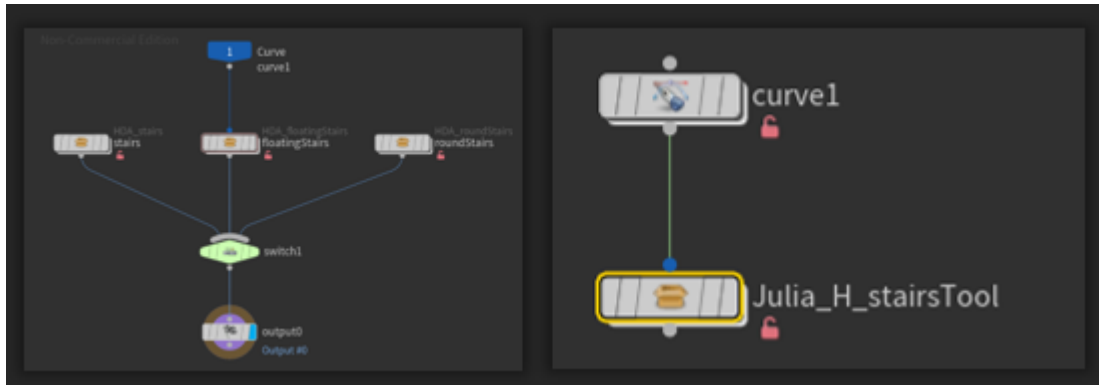 Non-Commercial Edition
1
Curve
curve1
HDA_stairs
stairs
HDA_floatingStairs
floatingStairs
HDA_roundStairs
roundStairs
switch1
output0
Output #0
curve1
Julia_H_stairsTool